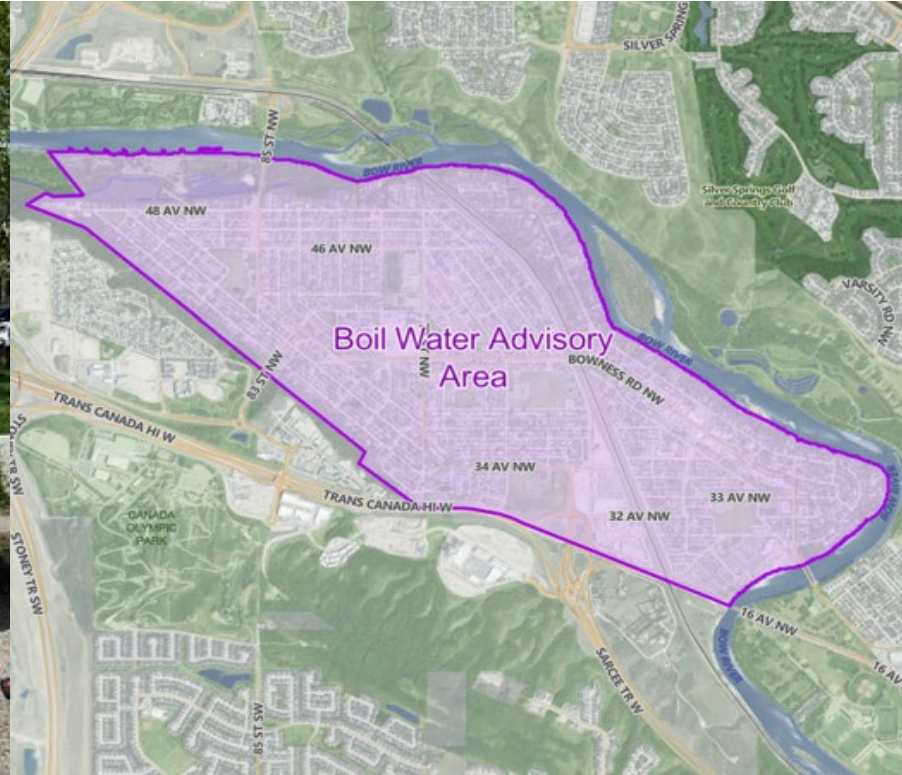 SILVER SPRING
85 ST NW
BOW RIVER
Silver Springs Golf
and Country Club
48 AV NW
46 AV NW
VARSITY RD NW
Boil Water Advisory
Area
BOW RIVER
BOWNESS RD NW
83 ST NW
TRANS CANADA HI W
34 AV NW
TRANS CANADA HI W
33 AV NW
32 AV NW
CANADA
OLYMPIC
PARK
STONEY TR SW
16 AV NW
BOW RIVER
16 AV
SARCEE TR W
85 ST SW